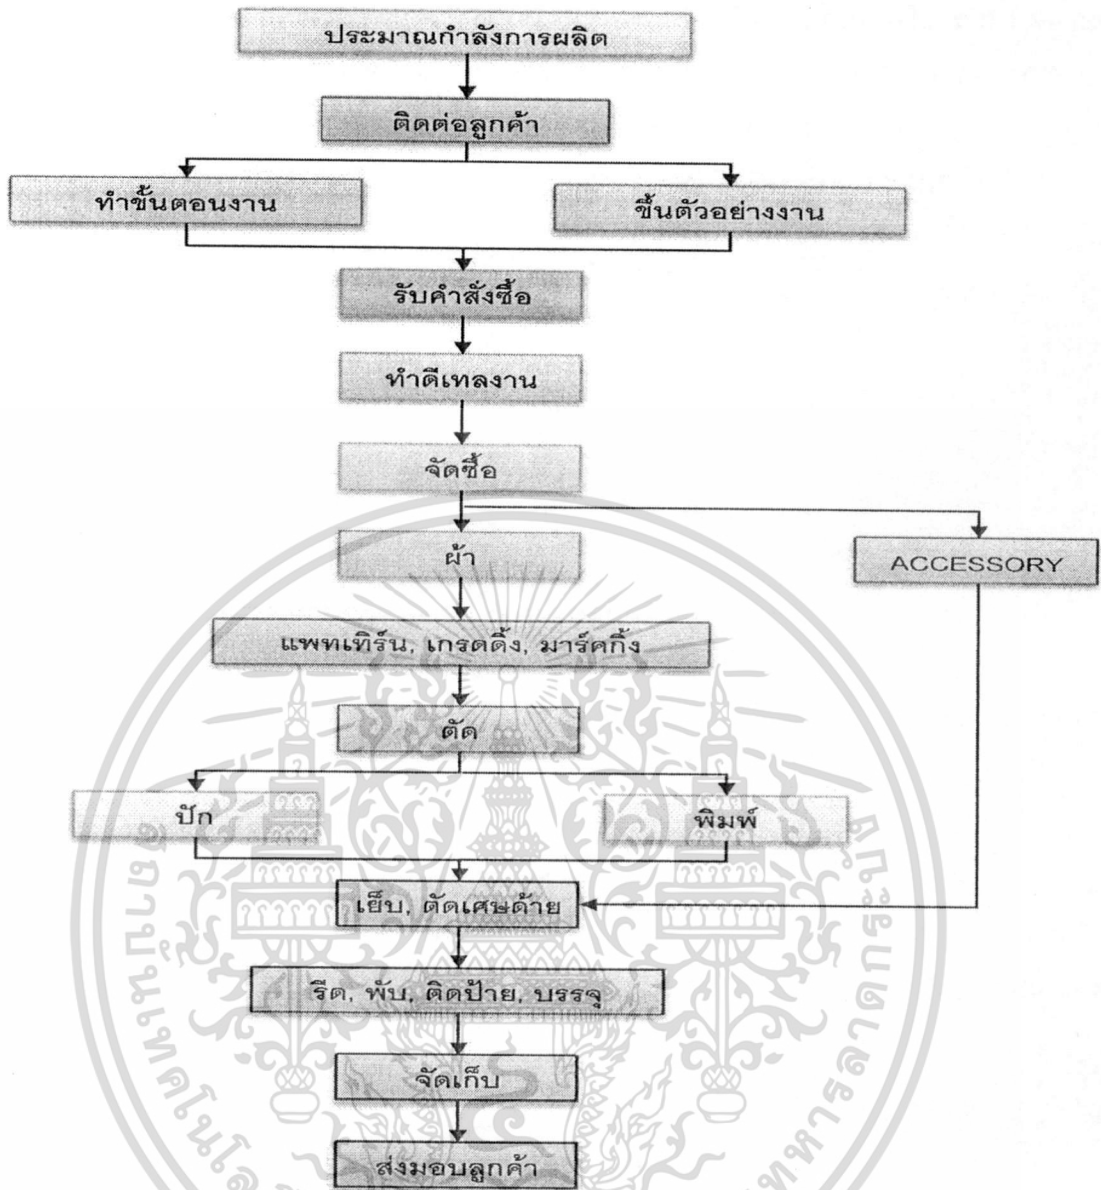 ประมาณกำลังการผลิต
ติดต่อลูกค้า
ทำขั้นตอนงาน
ขึ้นตัวอย่างงาน
รับคำสั่งซื้อ
ทำดีเทลงาน
จัดซื้อ
ผ้า
ACCESSORY
แพทเทิร์น, เกรดดิ้ง, มาร์คกิ้ง
ตัด
ปัก
พิมพ์
เย็บ, ตัดเศษด้าย
รีด, พับ, ติดป้าย, บรรจุ
จัดเก็บ
ส่งมอบลูกค้า